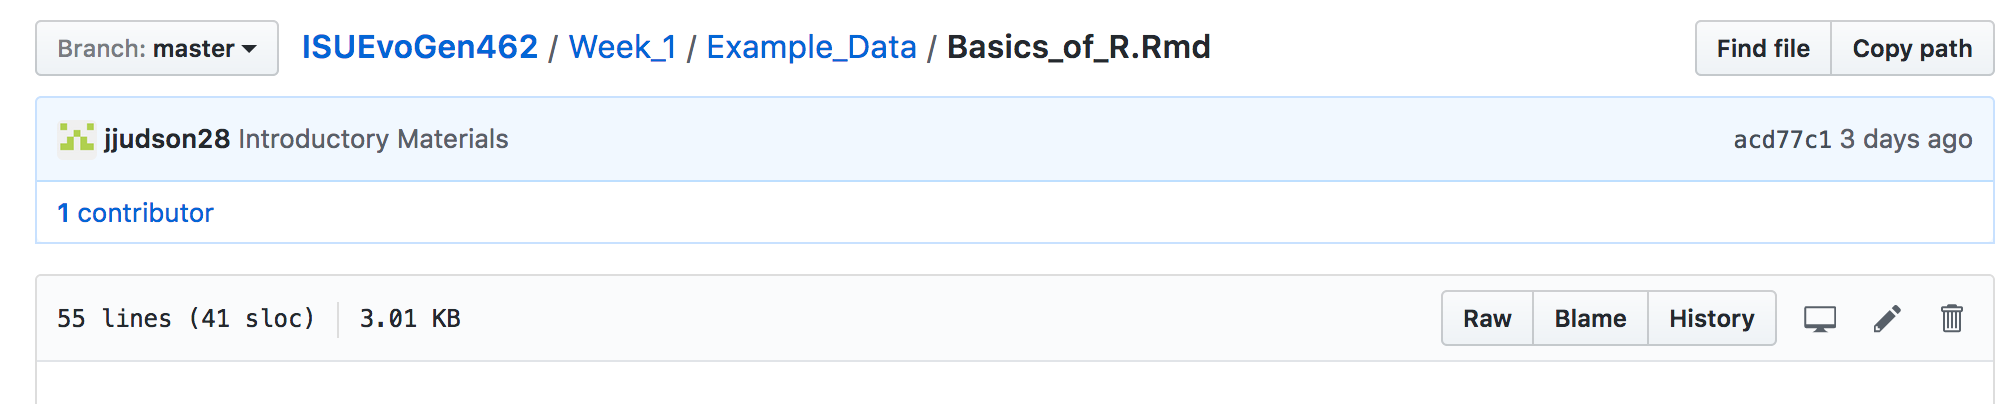 Branch: master ISUEvoGen462 / Week_1 / Example_Data / Basics_of_R.Rmd Find file Copy path
jjudson28 Introductory Materials acd77c1 3 days ago
1 contributor
55 lines (41 sloc) 3.01 KB Raw Blame History